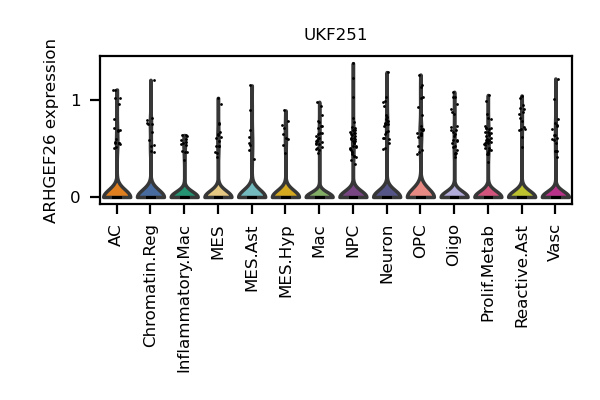 UKF251
ARHGEF26 expression
1
0
AC
Chromatin.Reg
Inflammatory.Mac
MES
MES.Ast
MES.Hyp
Mac
NPC
Neuron
OPC
Oligo
Prolif.Metab
Reactive.Ast
Vasc